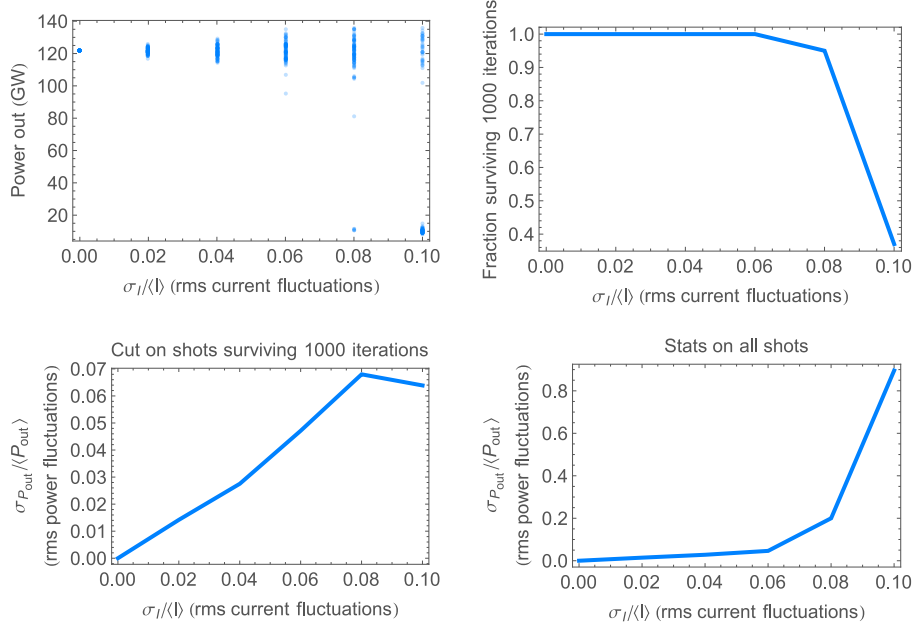 140
120
100
80
60
40
20
Power out (GW)
0.00 0.02 0.04 0.06 0.08 0.10
σI/⟨I⟩ (rms current fluctuations)
1.0
0.9
0.8
0.7
0.6
0.5
0.4
Fraction surviving 1000 iterations
0.00 0.02 0.04 0.06 0.08 0.10
σI/⟨I⟩ (rms current fluctuations)
Cut on shots surviving 1000 iterations
0.07
0.06
0.05
0.04
0.03
0.02
0.01
0.00
σPout/⟨Pout⟩
(rms power fluctuations)
0.00 0.02 0.04 0.06 0.08 0.10
σI/⟨I⟩ (rms current fluctuations)
Stats on all shots
0.8
0.6
0.4
0.2
0.0
σPout/⟨Pout⟩
(rms power fluctuations)
0.00 0.02 0.04 0.06 0.08 0.10
σI/⟨I⟩ (rms current fluctuations)